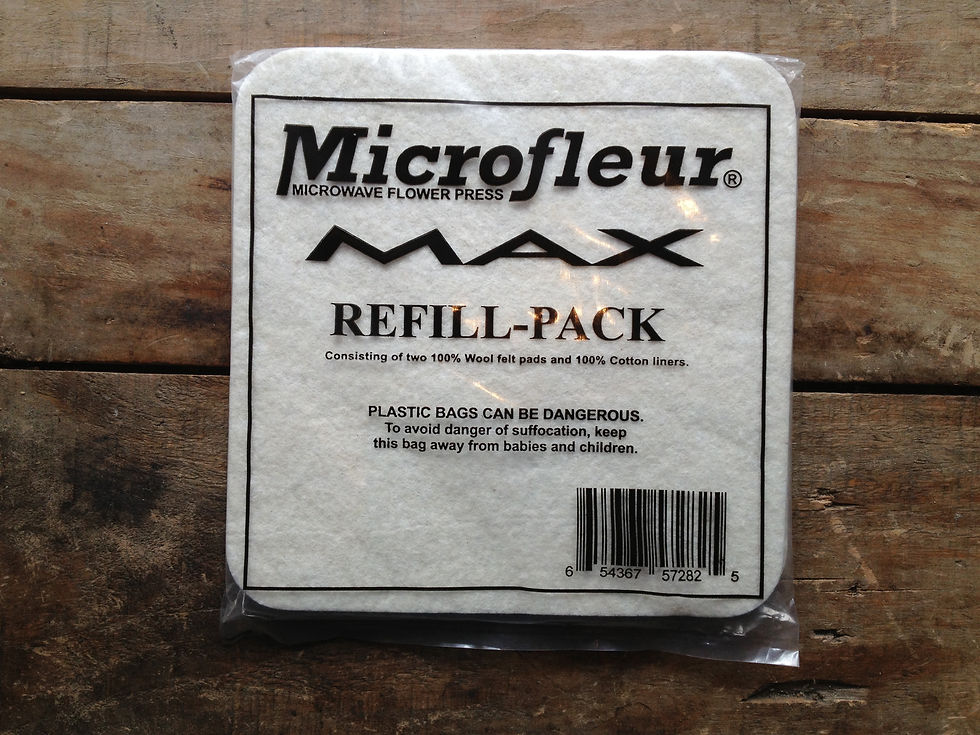 Microfleur®
MICROWAVE FLOWER PRESS
MAX
REFILL-PACK
Consisting of two 100% Wool felt pads and 100% Cotton liners.
PLASTIC BAGS CAN BE DANGEROUS.
To avoid danger of suffocation, keep
this bag away from babies and children.
6 54367 57282 5